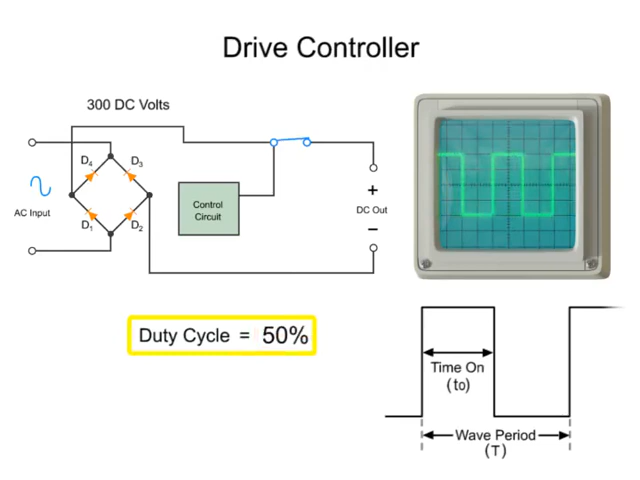 Drive Controller
300 DC Volts
D4
D3
AC Input
D1
D2
Control
Circuit
+
DC Out
−
Duty Cycle = 50%
Time On
(to)
Wave Period
(T)